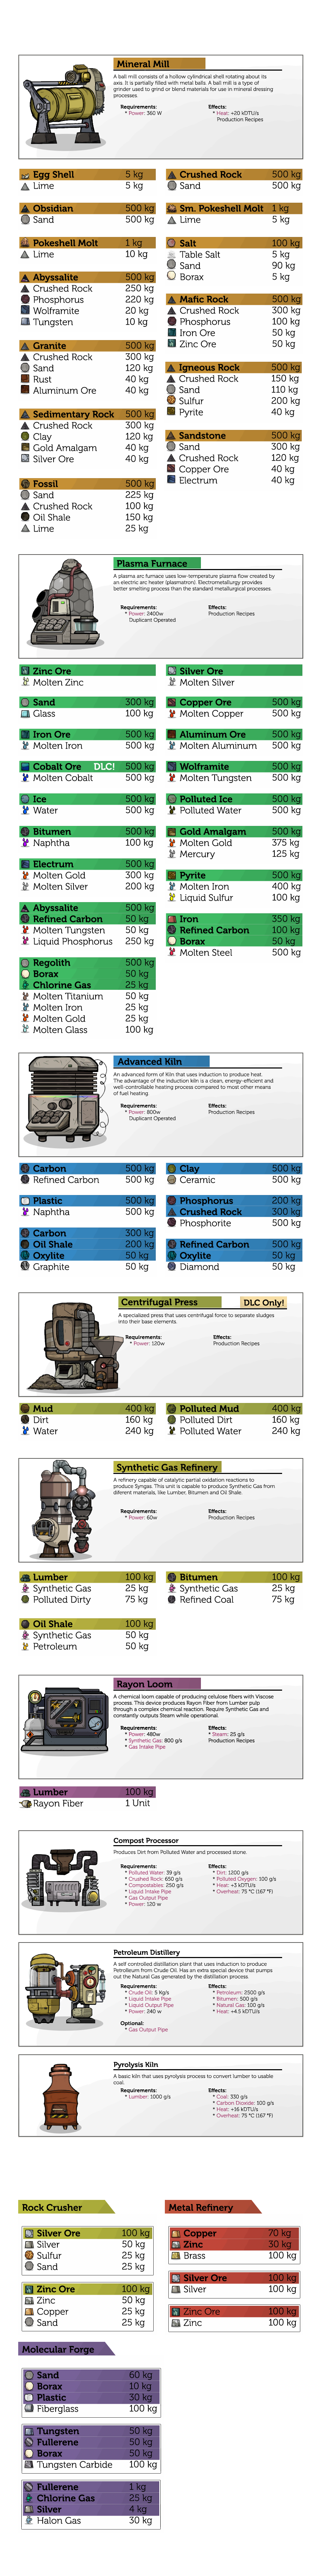 Mineral Mill
A ball mill consists of a hollow cylindrical shell rotating about its
axis. It is partially filled with metal balls. A ball mill is a type of
grinder used to grind or blend materials for use in mineral dressing
processes.
Requirements:
* Power: 360 W
Effects:
* Heat: +20 kDTU/s
Production Recipes
Egg Shell 5 kg
Lime 5 kg
Crushed Rock 500 kg
Sand 500 kg
Obsidian 500 kg
Sand 500 kg
Sm. Pokeshell Molt 1 kg
Lime 5 kg
Pokeshell Molt 1 kg
Lime 10 kg
Salt 100 kg
Table Salt 5 kg
Sand 90 kg
Borax 5 kg
Abyssalite 500 kg
Crushed Rock 250 kg
Phosphorus 220 kg
Wolframite 20 kg
Tungsten 10 kg
Mafic Rock 500 kg
Crushed Rock 300 kg
Phosphorus 100 kg
Iron Ore 50 kg
Zinc Ore 50 kg
Granite 500 kg
Crushed Rock 300 kg
Sand 120 kg
Rust 40 kg
Aluminum Ore 40 kg
Igneous Rock 500 kg
Crushed Rock 150 kg
Sand 110 kg
Sulfur 200 kg
Pyrite 40 kg
Sedimentary Rock 500 kg
Crushed Rock 300 kg
Clay 120 kg
Gold Amalgam 40 kg
Silver Ore 40 kg
Sandstone 500 kg
Sand 300 kg
Crushed Rock 120 kg
Copper Ore 40 kg
Electrum 40 kg
Fossil 500 kg
Sand 225 kg
Crushed Rock 100 kg
Oil Shale 150 kg
Lime 25 kg
Plasma Furnace
A plasma arc furnace uses low-temperature plasma flow created by
an electric arc heater (plasmatron). Electrometallurgy provides
better smelting process than the standard metallurgical processes.
Requirements:
* Power: 2400w
Duplicant Operated
Effects:
Production Recipes
Zinc Ore
Molten Zinc
Silver Ore
Molten Silver
Sand 300 kg
Glass 100 kg
Copper Ore 500 kg
Molten Copper 500 kg
Iron Ore 500 kg
Molten Iron 500 kg
Aluminum Ore 500 kg
Molten Aluminum 500 kg
Cobalt Ore DLC! 500 kg
Molten Cobalt 500 kg
Wolframite 500 kg
Molten Tungsten 500 kg
Ice 500 kg
Water 500 kg
Polluted Ice 500 kg
Polluted Water 500 kg
Bitumen 500 kg
Naphtha 100 kg
Gold Amalgam 500 kg
Molten Gold 375 kg
Mercury 125 kg
Electrum 500 kg
Molten Gold 300 kg
Molten Silver 200 kg
Pyrite 500 kg
Molten Iron 400 kg
Liquid Sulfur 100 kg
Abyssalite 500 kg
Refined Carbon 50 kg
Molten Tungsten 50 kg
Liquid Phosphorus 250 kg
Iron 350 kg
Refined Carbon 100 kg
Borax 50 kg
Molten Steel 500 kg
Regolith 500 kg
Borax 50 kg
Chlorine Gas 25 kg
Molten Titanium 50 kg
Molten Iron 25 kg
Molten Gold 25 kg
Molten Glass 100 kg
Advanced Kiln
An advanced form of Kiln that uses induction to produce heat.
The advantage of the induction kiln is a clean, energy-efficient and
well-controllable heating process compared to most other means
of fuel heating.
Requirements:
* Power: 800w
Duplicant Operated
Effects:
Production Recipes
Carbon 500 kg
Refined Carbon 500 kg
Clay 500 kg
Ceramic 500 kg
Plastic 500 kg
Naphtha 500 kg
Phosphorus 200 kg
Crushed Rock 300 kg
Phosphorite 500 kg
Carbon 300 kg
Oil Shale 200 kg
Oxylite 50 kg
Graphite 50 kg
Refined Carbon 500 kg
Oxylite 50 kg
Diamond 50 kg
Centrifugal Press
DLC Only!
A specialized press that uses centrifugal force to separate sludges
into their base elements.
Requirements:
* Power: 120w
Effects:
Production Recipes
Mud 400 kg
Dirt 160 kg
Water 240 kg
Polluted Mud 400 kg
Polluted Dirt 160 kg
Polluted Water 240 kg
Synthetic Gas Refinery
A refinery capable of catalytic partial oxidation reactions to
produce Syngas. This unit is capable to produce Synthetic Gas from
diferent materials, like Lumber, Bitumen and Oil Shale.
Requirements:
* Power: 60w
Effects:
Production Recipes
Lumber 100 kg
Synthetic Gas 25 kg
Polluted Dirty 75 kg
Bitumen 100 kg
Synthetic Gas 25 kg
Refined Coal 75 kg
Oil Shale 100 kg
Synthetic Gas 50 kg
Petroleum 50 kg
Rayon Loom
A chemical loom capable of producing celulose fibers with Viscose
process. This device produces Rayon Fiber from Lumber pulp
through a complex chemical reaction. Require Synthetic Gas and
constantly outputs Steam while operational
Requirements:
* Power: 480w
* Synthetic Gas: 800 g/s
* Gas Intake Pipe
Effects:
* Steam: 25 g/s
Production Recipes
Lumber 100 kg
Rayon Fiber 1 Unit
Compost Processor
Produces Dirt from Polluted Water and processed stone.
Requirements:
* Polluted Water: 39 g/s
* Crushed Rock: 650 g/s
* Compostables: 250 g/s
* Liquid Intake Pipe
* Gas Output Pipe
* Power: 120 w
Effects:
* Dirt: 1200 g/s
* Polluted Oxygen: 100 g/s
* Heat: +3 kDTU/s
* Overheat: 75 °C (167 °F)
Petroleum Distillery
A self controlled distillation plant that uses induction to produce
Petroleum from Crude Oil. Has an extra special device that pumps
out the Natural Gas generated by the distillation process.
Requirements:
* Crude Oil: 5 Kg/s
* Liquid Intake Pipe
* Liquid Output Pipe
* Power: 240 w
Optional:
* Gas Output Pipe
Effects:
* Petroleum: 2500 g/s
* Bitumen: 500 g/s
* Natural Gas: 100 g/s
* Heat: +4.5 kDTU/s
Pyrolysis Kiln
A basic kiln that uses pyrolysis process to convert lumber to usable
coal.
Requirements:
* Lumber: 1000 g/s
Effects:
* Coal: 330 g/s
* Carbon Dioxide: 100 g/s
* Heat: +16 kDTU/s
* Overheat: 75 °C (167 °F)
Rock Crusher
Silver Ore 100 kg
Silver 50 kg
Sulfur 25 kg
Sand 25 kg
Zinc Ore 100 kg
Zinc 50 kg
Copper 25 kg
Sand 25 kg
Metal Refinery
Copper 70 kg
Zinc 30 kg
Brass 100 kg
Silver Ore 100 kg
Silver 100 kg
Zinc Ore 100 kg
Zinc 100 kg
Molecular Forge
Sand 60 kg
Borax 10 kg
Plastic 30 kg
Fiberglass 100 kg
Tungsten 50 kg
Fullerene 50 kg
Borax 50 kg
Tungsten Carbide 100 kg
Fullerene 1 kg
Chlorine Gas 25 kg
Silver 4 kg
Halon Gas 30 kg